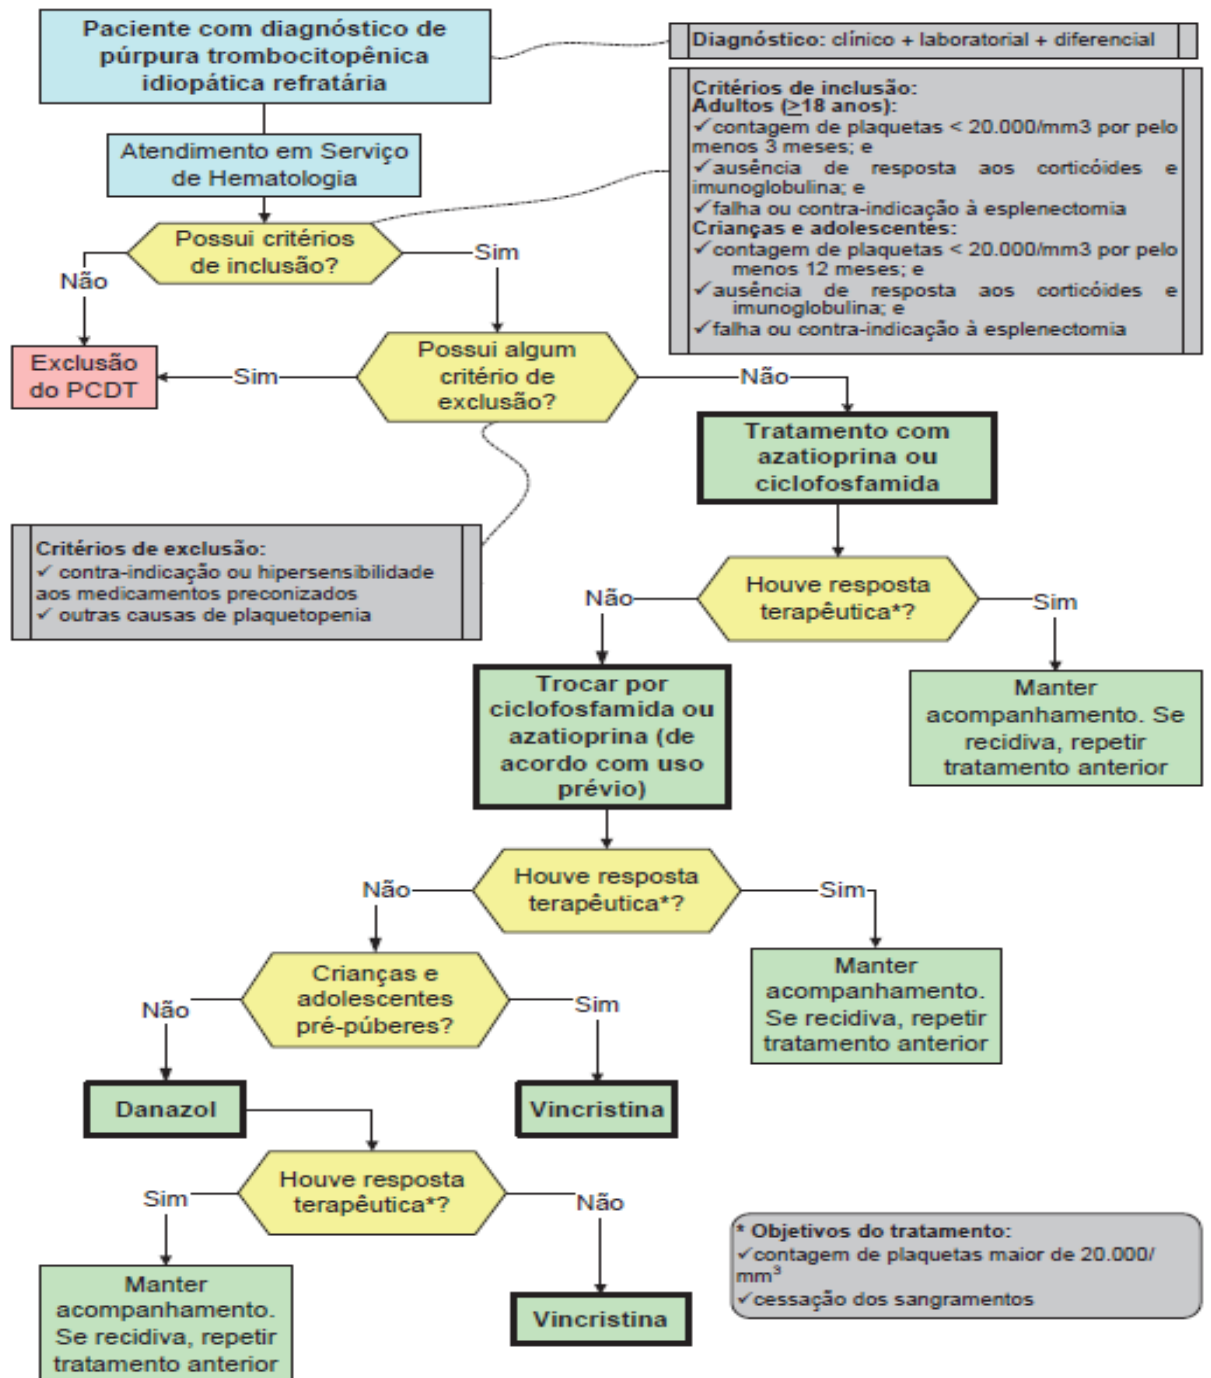 Paciente com diagnóstico de
púrpura trombocitopênica
idiopática refratária
Diagnóstico: clínico + laboratorial + diferencial
Atendimento em Serviço
de Hematologia
Critérios de inclusão:
Adultos (≥18 anos):
✓contagem de plaquetas < 20.000/mm3 por pelo
menos 3 meses; e
✓ausência de resposta aos corticóides e
imunoglobulina; e
✓falha ou contra-indicação à esplenectomia
Crianças e adolescentes:
✓contagem de plaquetas < 20.000/mm3 por pelo
menos 12 meses; e
✓ausência de resposta aos corticóides e
imunoglobulina; e
✓falha ou contra-indicação à esplenectomia
Possui critérios
de inclusão?
Não
Sim
Exclusão
do PCDT
Possui algum
critério de
exclusão?
Sim
Não
Tratamento com
azatioprina ou
ciclofosfamida
Critérios de exclusão:
✓ contra-indicação ou hipersensibilidade
aos medicamentos preconizados
✓ outras causas de plaquetopenia
Houve resposta
terapêutica*?
Não
Sim
Trocar por
ciclofosfamida ou
azatioprina (de
acordo com uso
prévio)
Manter
acompanhamento. Se
recidiva, repetir
tratamento anterior
Houve resposta
terapêutica*?
Não
Sim
Crianças e
adolescentes
pré-púberes?
Manter
acompanhamento.
Se recidiva, repetir
tratamento anterior
Não
Sim
Danazol
Vincristina
Houve resposta
terapêutica*?
Sim
Não
Manter
acompanhamento.
Se recidiva, repetir
tratamento anterior
Vincristina
* Objetivos do tratamento:
✓contagem de plaquetas maior de 20.000/
mm³
✓cessação dos sangramentos